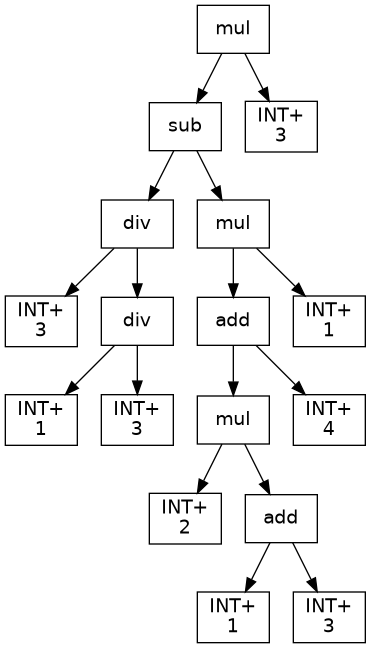 mul
sub
INT+
3
div
mul
INT+
3
div
add
INT+
1
INT+
1
INT+
3
mul
INT+
4
INT+
2
add
INT+
1
INT+
3